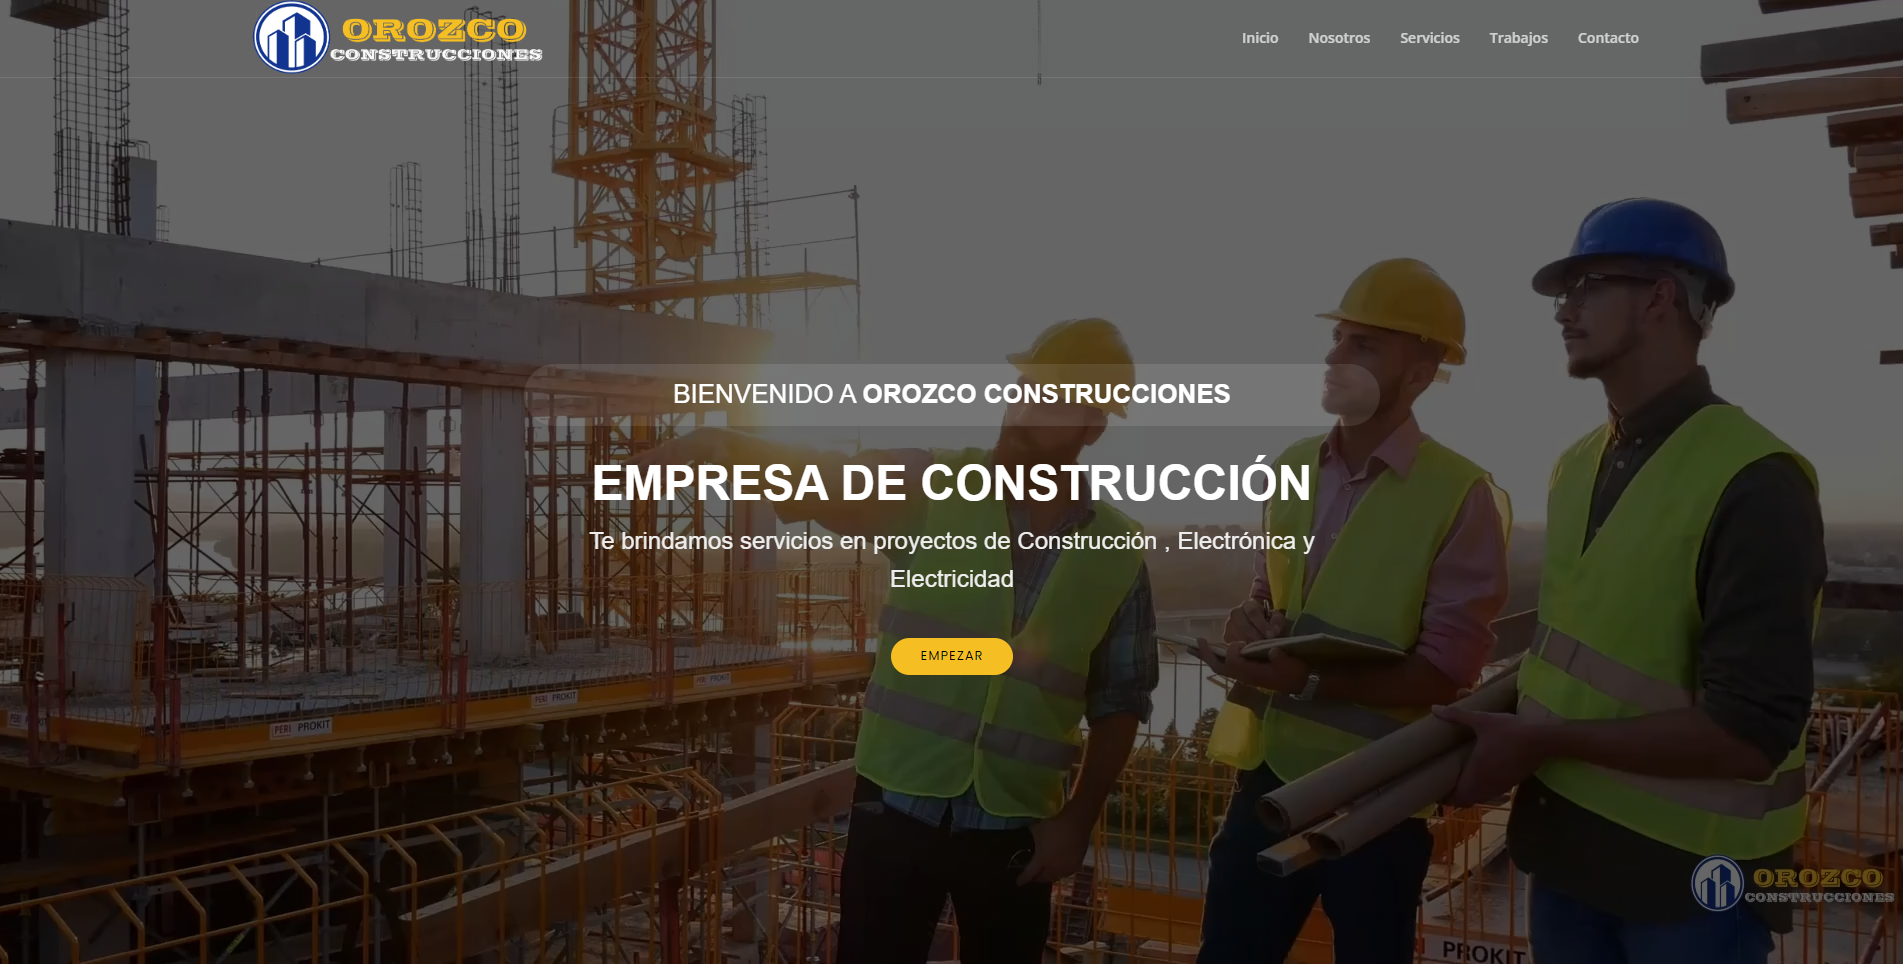 OROZCO
CONSTRUCCIONES
Inicio Nosotros Servicios Trabajos Contacto
BIENVENIDO A OROZCO CONSTRUCCIONES
EMPRESA DE CONSTRUCCIÓN
Te brindamos servicios en proyectos de Construcción , Electrónica y
Electricidad
EMPEZAR
PERI PROKIT
PERI PROKIT
PERI PROKIT
OROZCO
CONSTRUCCIONES
PROKIT